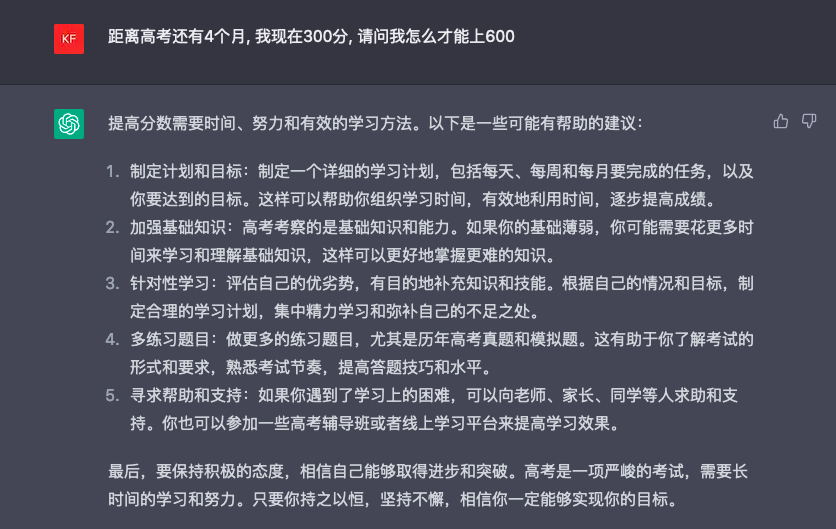 KF
距离高考还有4个月, 我现在300分, 请问我怎么才能上600
提高分数需要时间、努力和有效的学习方法。以下是一些可能有帮助的建议：
1. 制定计划和目标：制定一个详细的学习计划，包括每天、每周和每月要完成的任务，以及
你要达到的目标。这样可以帮助你组织学习时间，有效地利用时间，逐步提高成绩。
2. 加强基础知识：高考考察的是基础知识和能力。如果你的基础薄弱，你可能需要花更多时
间来学习和理解基础知识，这样可以更好地掌握更难的知识。
3. 针对性学习：评估自己的优劣势，有目的地补充知识和技能。根据自己的情况和目标，制
定合理的学习计划，集中精力学习和弥补自己的不足之处。
4. 多练习题目：做更多的练习题目，尤其是历年高考真题和模拟题。这有助于你了解考试的
形式和要求，熟悉考试节奏，提高答题技巧和水平。
5. 寻求帮助和支持：如果你遇到了学习上的困难，可以向老师、家长、同学等人求助和支
持。你也可以参加一些高考辅导班或者线上学习平台来提高学习效果。
最后，要保持积极的态度，相信自己能够取得进步和突破。高考是一项严峻的考试，需要长
时间的学习和努力。只要你持之以恒，坚持不懈，相信你一定能够实现你的目标。